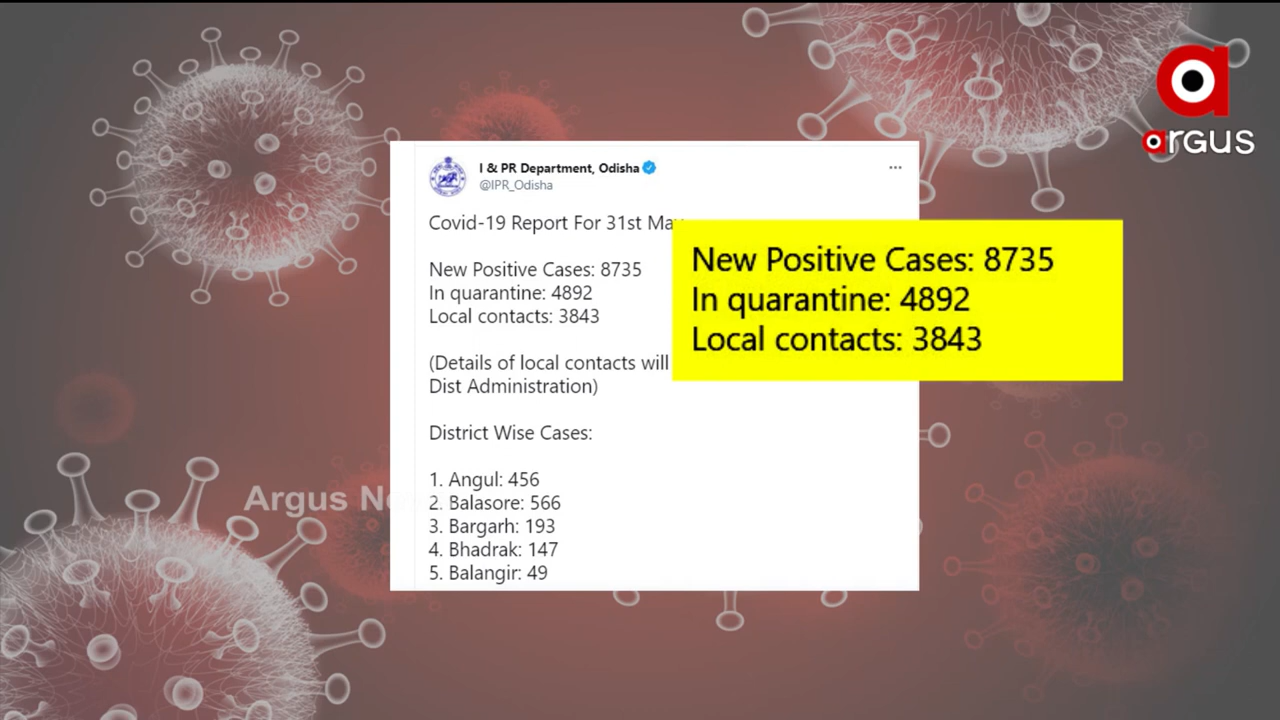 argus
I & PR Department, Odisha
@IPR_Odisha
Covid-19 Report For 31st May
New Positive Cases: 8735
In quarantine: 4892
Local contacts: 3843
(Details of local contacts will
Dist Administration)
District Wise Cases:
1. Angul: 456
2. Balasore: 566
3. Bargarh: 193
4. Bhadrak: 147
5. Balangir: 49
New Positive Cases: 8735
In quarantine: 4892
Local contacts: 3843
Argus